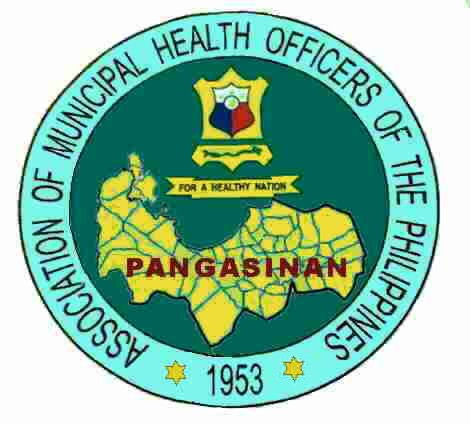 ASSOCIATION OF MUNICIPAL HEALTH OFFICERS OF THE PHILIPPINES
FOR A HEALTHY NATION
PANGASINAN
1953